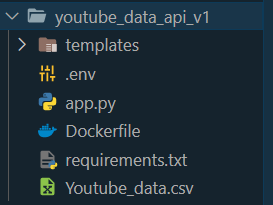 youtube_data_api_v1
templates
.env
app.py
Dockerfile
requirements.txt
Youtube_data.csv